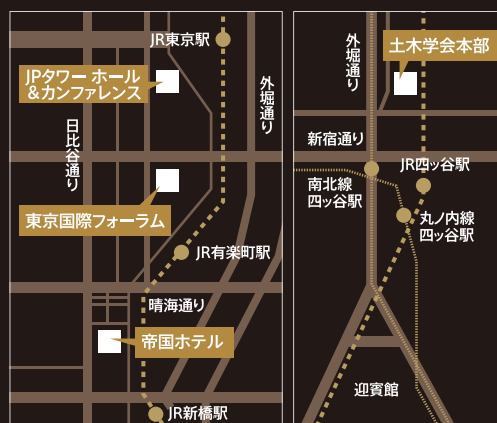 JR東京駅
JPタワー ホール
&カンファレンス
外堀通り
日比谷通り
東京国際フォーラム
JR有楽町駅
晴海通り
帝国ホテル
JR新橋駅
外堀通り
土木学会本部
新宿通り
JR四ッ谷駅
南北線
四ッ谷駅
丸ノ内線
四ッ谷駅
迎賓館